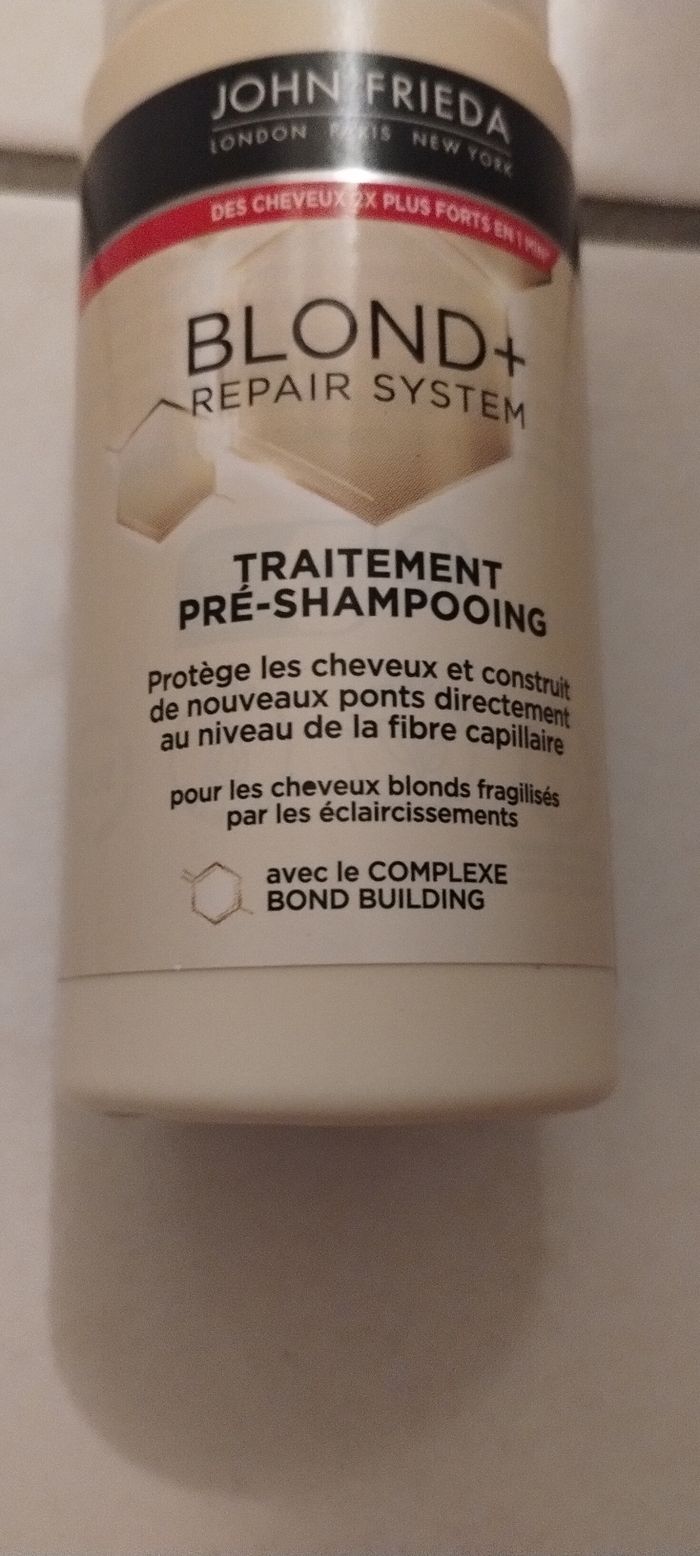 JOHN FRIEDA
LONDON PARIS NEW YORK
DES CHEVEUX 2X PLUS FORTS EN 1 MIN
BLOND+
REPAIR SYSTEM
TRAITEMENT
PRÉ-SHAMPOOING
Protège les cheveux et construit
de nouveaux ponts directement
au niveau de la fibre capillaire
pour les cheveux blonds fragilisés
par les éclaircissements
avec le COMPLEXE
BOND BUILDING